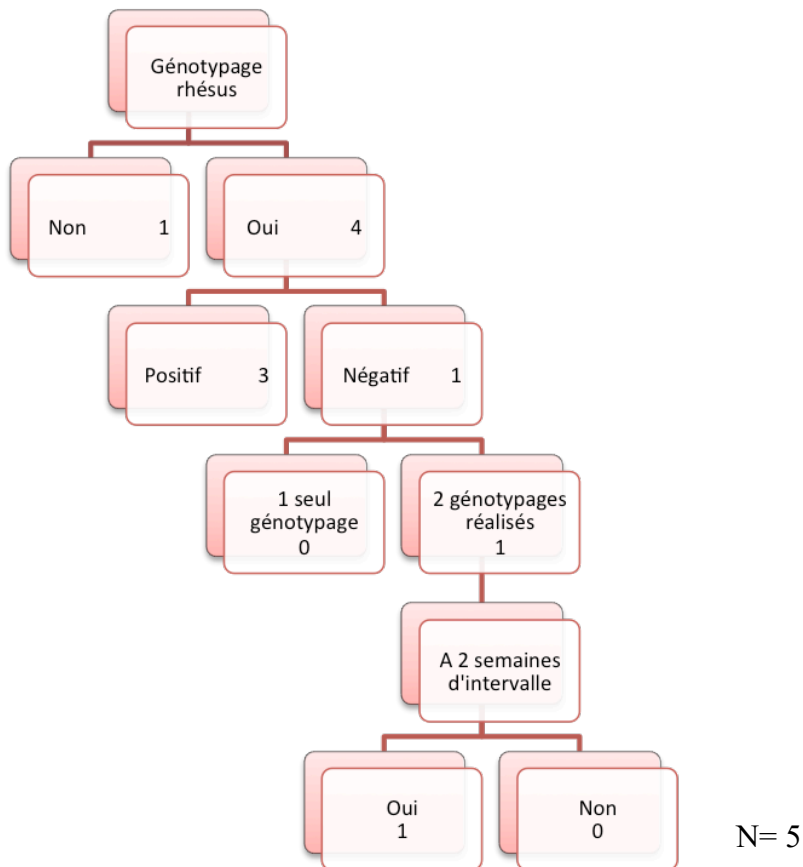 Génotypage
rhésus
Non 1
Oui 4
Positif 3
Négatif 1
1 seul
génotypage
0
2 génotypages
réalisés
1
A 2 semaines
d'intervalle
Oui
1
Non
0
N= 5